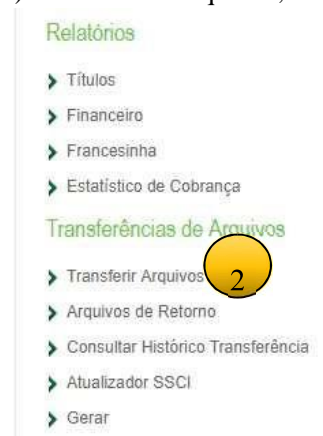 Relatórios
Títulos
Financeiro
Francesinha
Estatístico de Cobrança
Transferências de Arquivos
Transferir Arquivos
2
Arquivos de Retorno
Consultar Histórico Transferência
Atualizador SSCI
Gerar